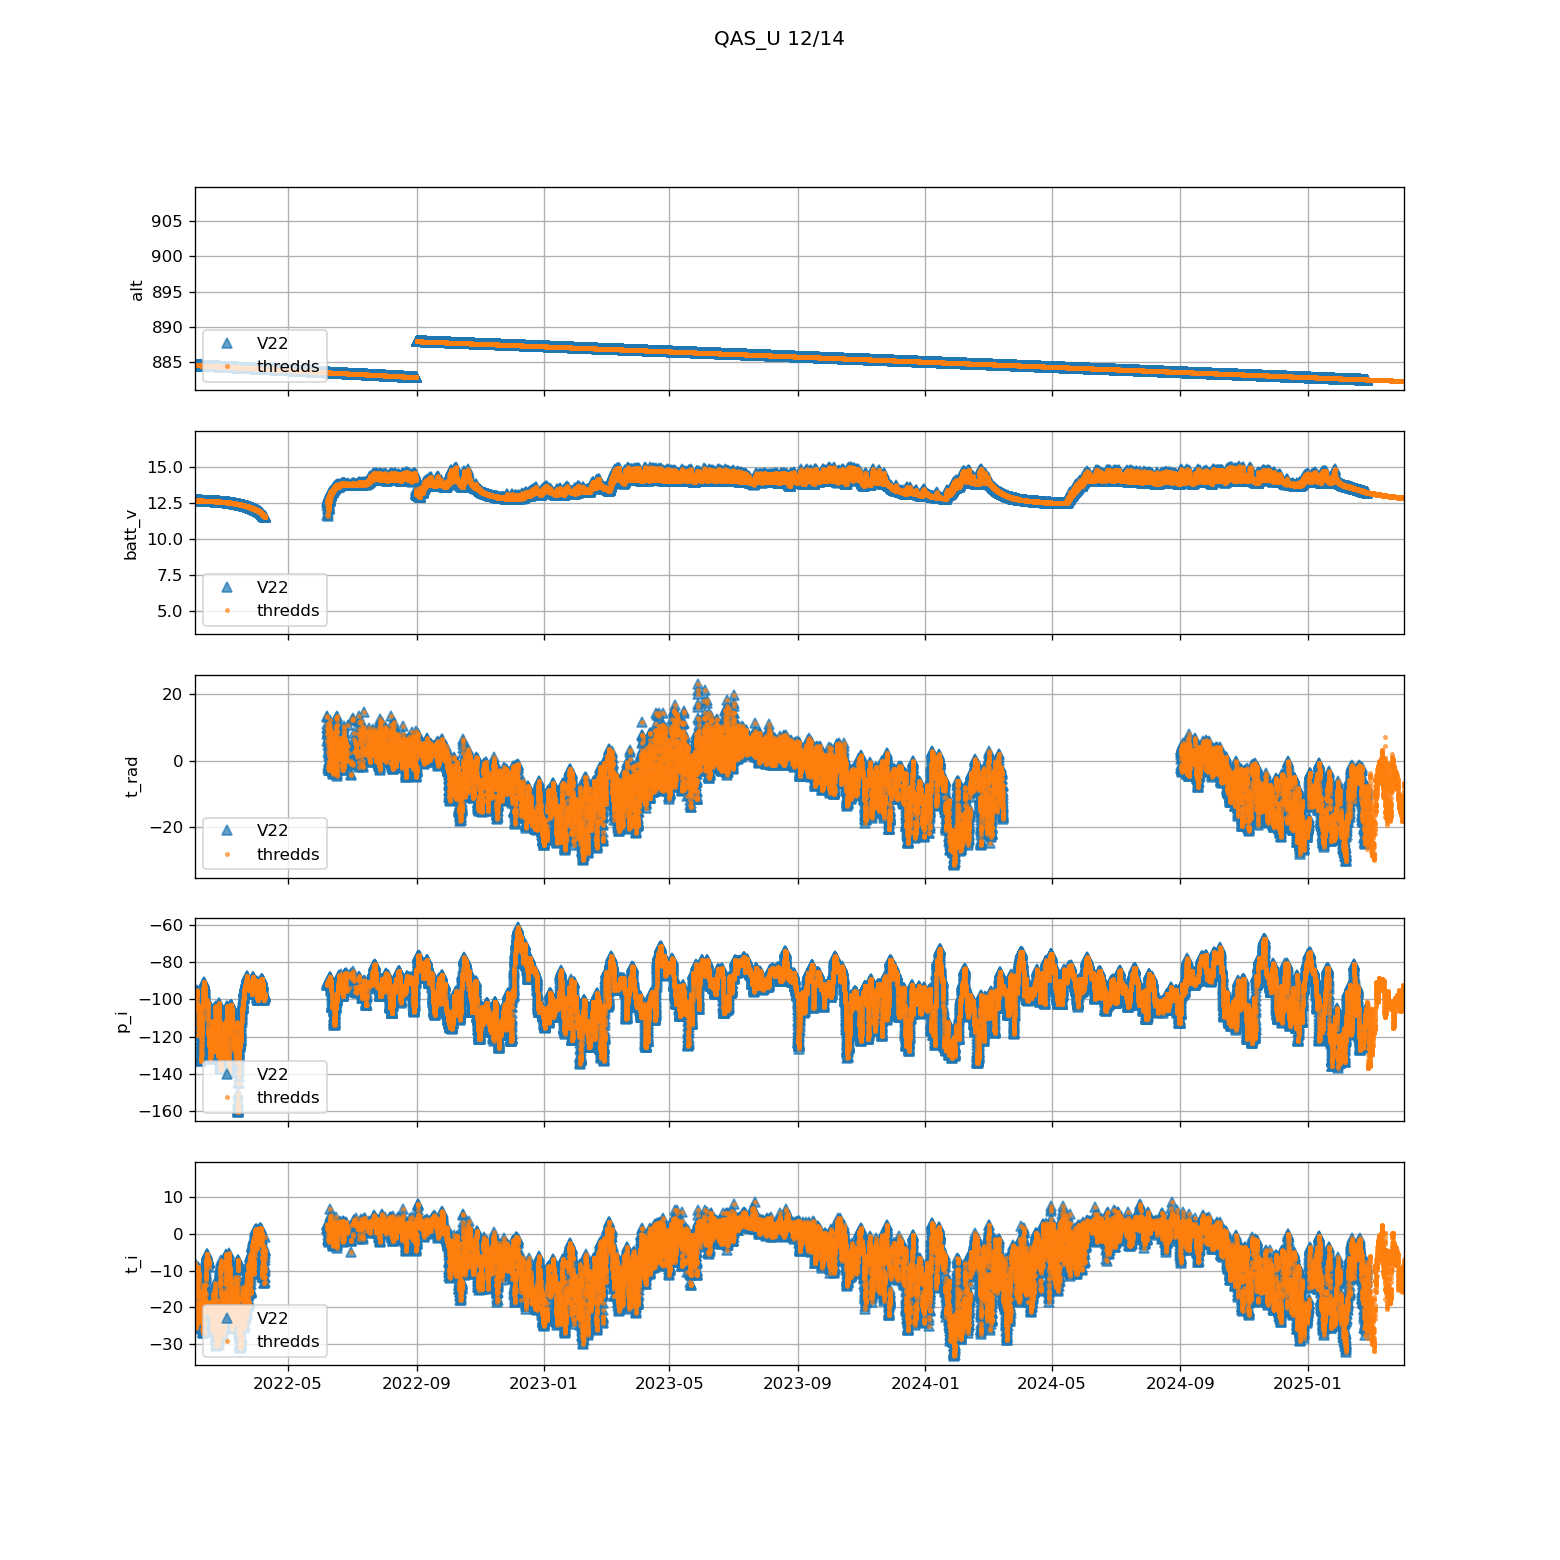 QAS_U 12/14
905
900
895
890
885
alt
V22
thredds
15.0
12.5
10.0
7.5
5.0
batt_v
V22
thredds
20
0
−20
t_rad
V22
thredds
−60
−80
−100
−120
−140
−160
p_i
V22
thredds
10
0
−10
−20
−30
t_i
V22
thredds
2022-05 2022-09 2023-01 2023-05 2023-09 2024-01 2024-05 2024-09 2025-01